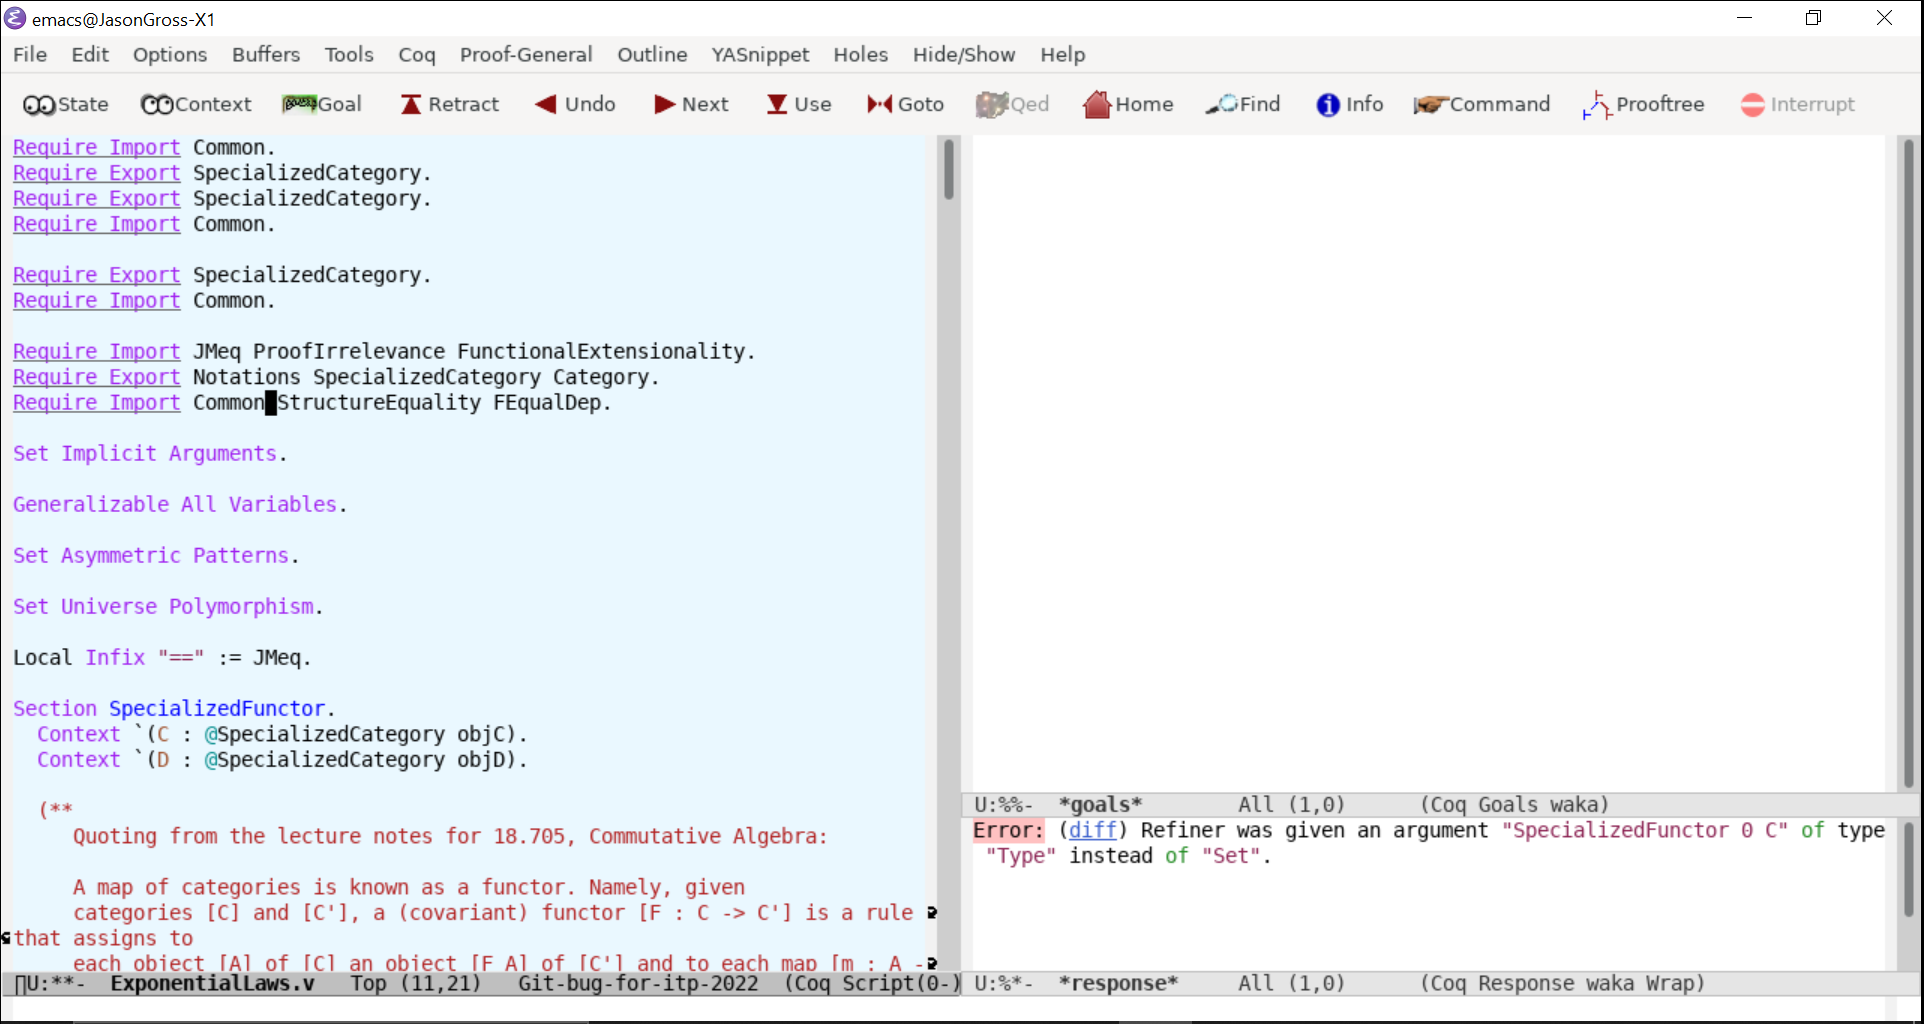 emacs@JasonGross-X1
File Edit Options Buffers Tools Coq Proof-General Outline YASnippet Holes Hide/Show Help
State Context Goal Retract Undo Next Use Goto Qed Home Find Info Command Prooftree Interrupt
Require Import Common.
Require Export SpecializedCategory.
Require Export SpecializedCategory.
Require Import Common.
Require Export SpecializedCategory.
Require Import Common.
Require Import JMeq ProofIrrelevance FunctionalExtensionality.
Require Export Notations SpecializedCategory Category.
Require Import Common StructureEquality FEqualDep.
Set Implicit Arguments.
Generalizable All Variables.
Set Asymmetric Patterns.
Set Universe Polymorphism.
Local Infix "==" := JMeq.
Section SpecializedFunctor.
Context `(C : @SpecializedCategory objC).
Context `(D : @SpecializedCategory objD).
(**
Quoting from the lecture notes for 18.705, Commutative Algebra:
A map of categories is known as a functor. Namely, given
categories [C] and [C'], a (covariant) functor [F : C -> C'] is a rule
that assigns to
each object [A] of [C] an object [F A] of [C'] and to each map [m : A -
U:**- ExponentialLaws.v Top (11,21) Git-bug-for-itp-2022 (Coq Script(0-)
U:%%- *goals* All (1,0) (Coq Goals waka)
Error: (diff) Refiner was given an argument "SpecializedFunctor 0 C" of type
"Type" instead of "Set".
U:%*- *response* All (1,0) (Coq Response waka Wrap)